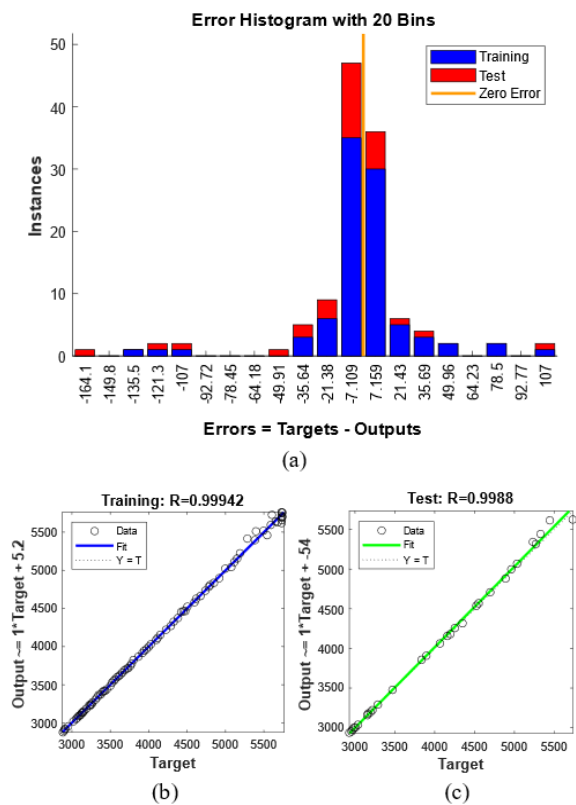 Error Histogram with 20 Bins
Training
Test
Zero Error
Instances
50
40
30
20
10
0
-164.1
-149.8
-135.5
-121.3
-107
-92.72
-78.45
-64.18
-49.91
-35.64
-21.38
-7.109
7.159
21.43
35.69
49.96
64.23
78.5
92.77
107
Errors = Targets - Outputs
(a)
Training: R=0.99942
Data
Fit
Y = T
Output ~= 1*Target + 5.2
5500
5000
4500
4000
3500
3000
3000 3500 4000 4500 5000 5500
Target
(b)
Test: R=0.9988
Data
Fit
Y = T
Output ~= 1*Target + -54
5500
5000
4500
4000
3500
3000
3000 3500 4000 4500 5000 5500
Target
(c)